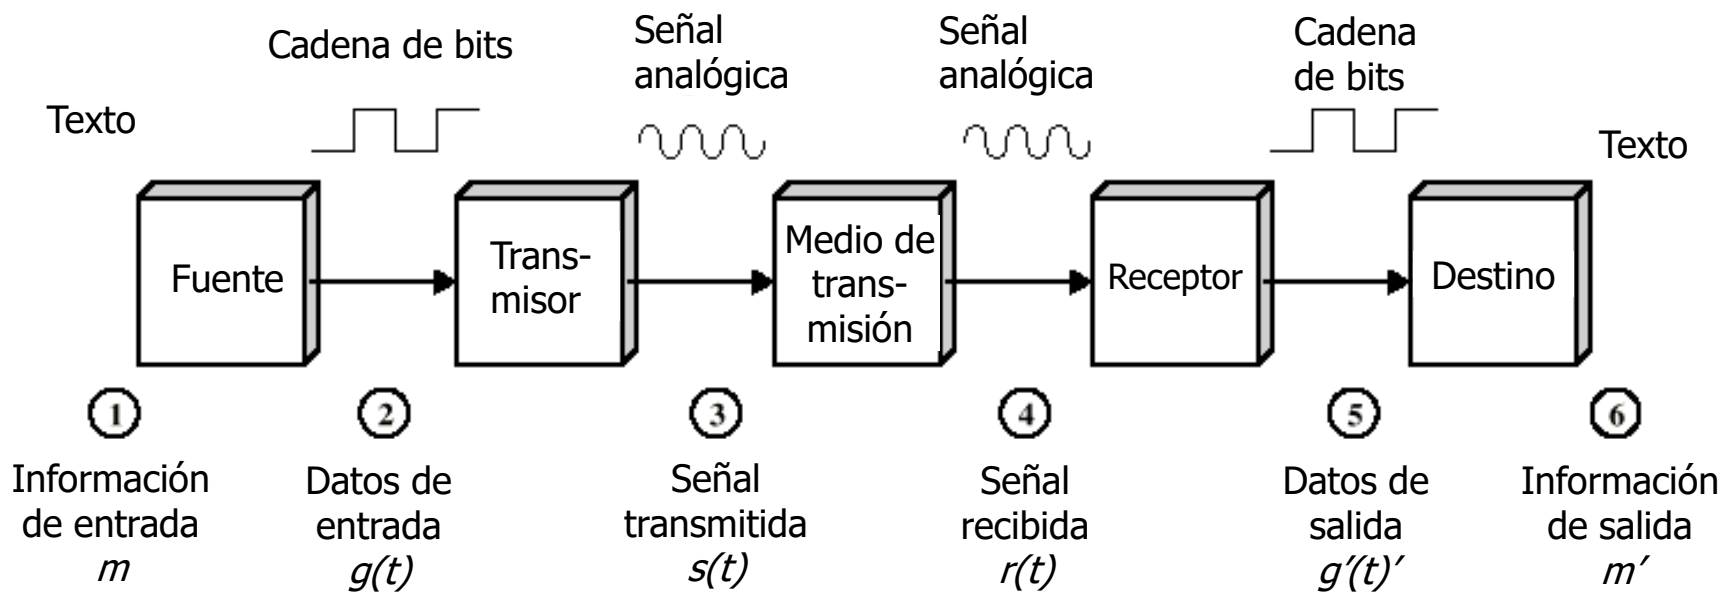 Texto
Cadena de bits
Señal
analógica
Señal
analógica
Cadena
de bits
Texto
Fuente
Trans-
misor
Medio de
trans-
misión
Receptor
Destino
1
2
3
4
5
6
Información
de entrada
m
Datos de
entrada
g(t)
Señal
transmitida
s(t)
Señal
recibida
r(t)
Datos de
salida
g’(t)’
Información
de salida
m’